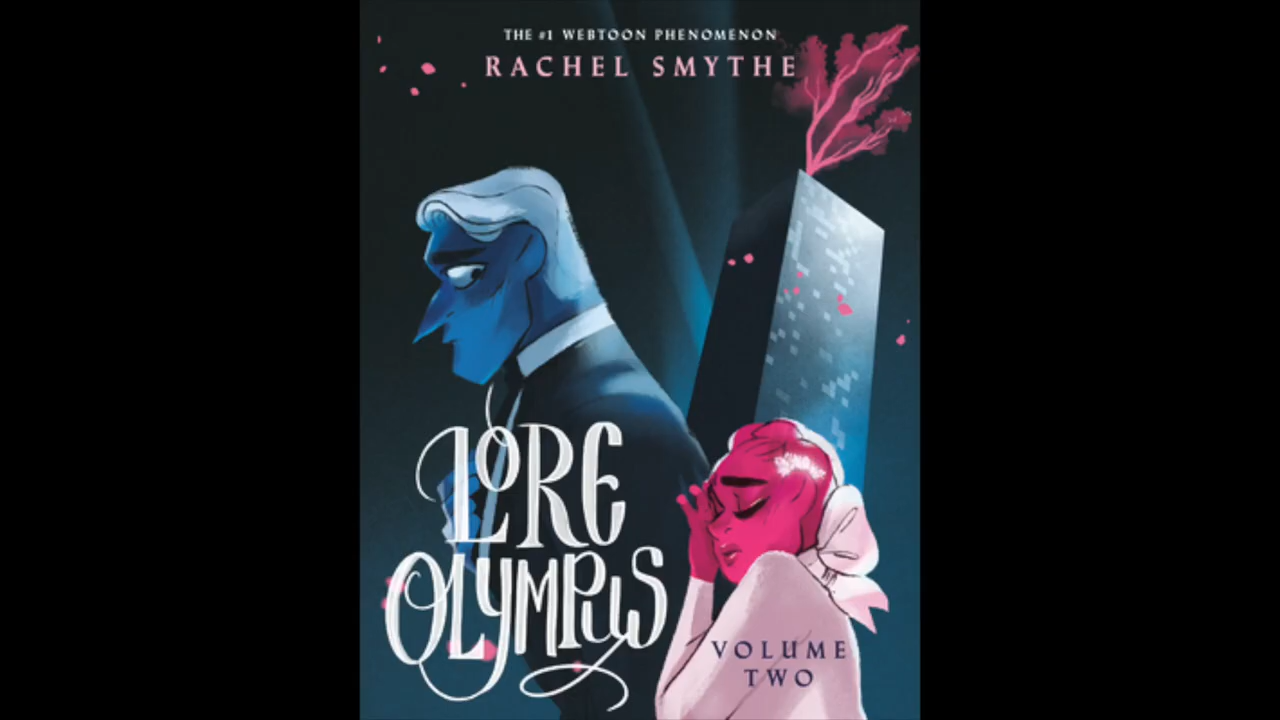 THE #1 WEBTOON PHENOMENON
RACHEL SMYTHE
LORE
OLYMPUS
VOLUME
TWO